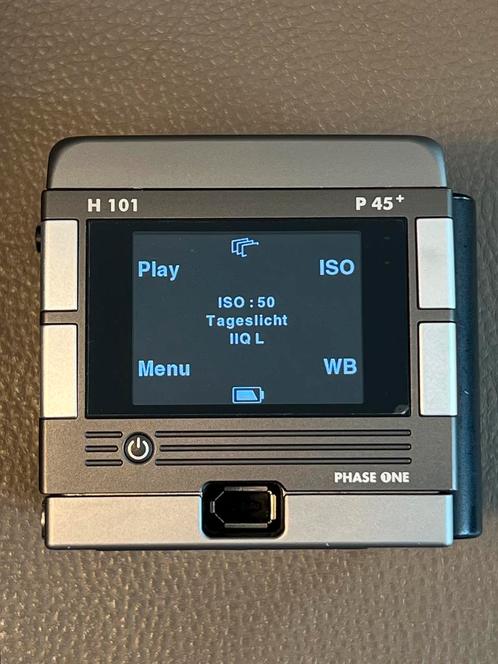 H 101 P 45+
Play ISO
ISO : 50
Tageslicht
IIQ L
Menu WB
PHASE ONE